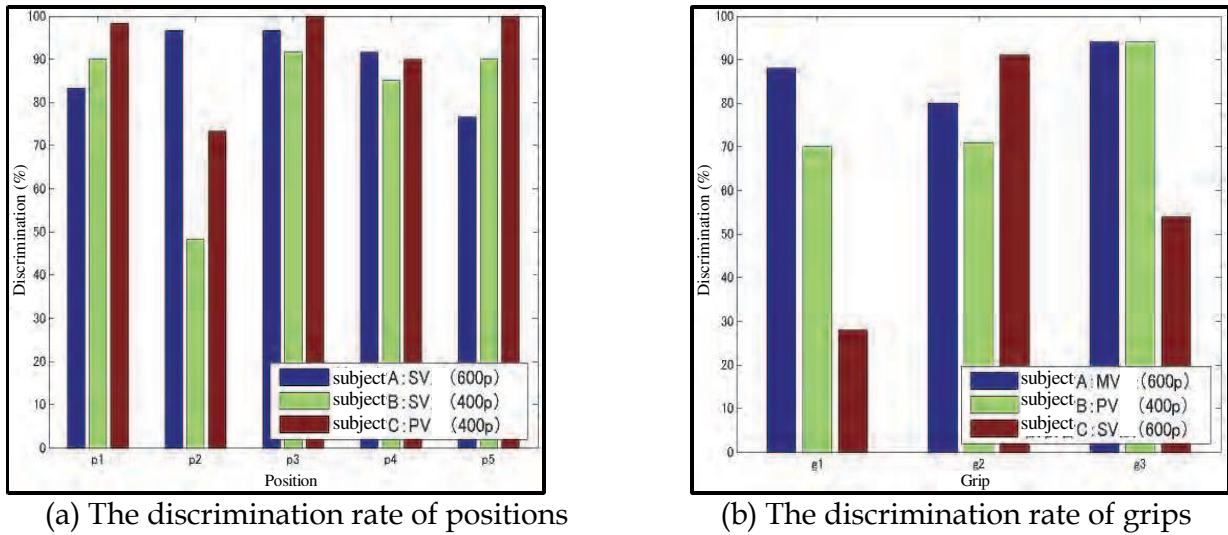 100
90
80
70
60
50
40
30
20
10
0
Discrimination (%)
subject A:SV (600p)
subject B:SV (400p)
subject C:PV (400p)
p1 p2 p3 p4 p5
Position
(a) The discrimination rate of positions
100
90
80
70
60
50
40
30
20
10
0
Discrimination (%)
subject A:MV (600p)
subject B:PV (400p)
subject C:SV (600p)
g1 g2 g3
Grip
(b) The discrimination rate of grips